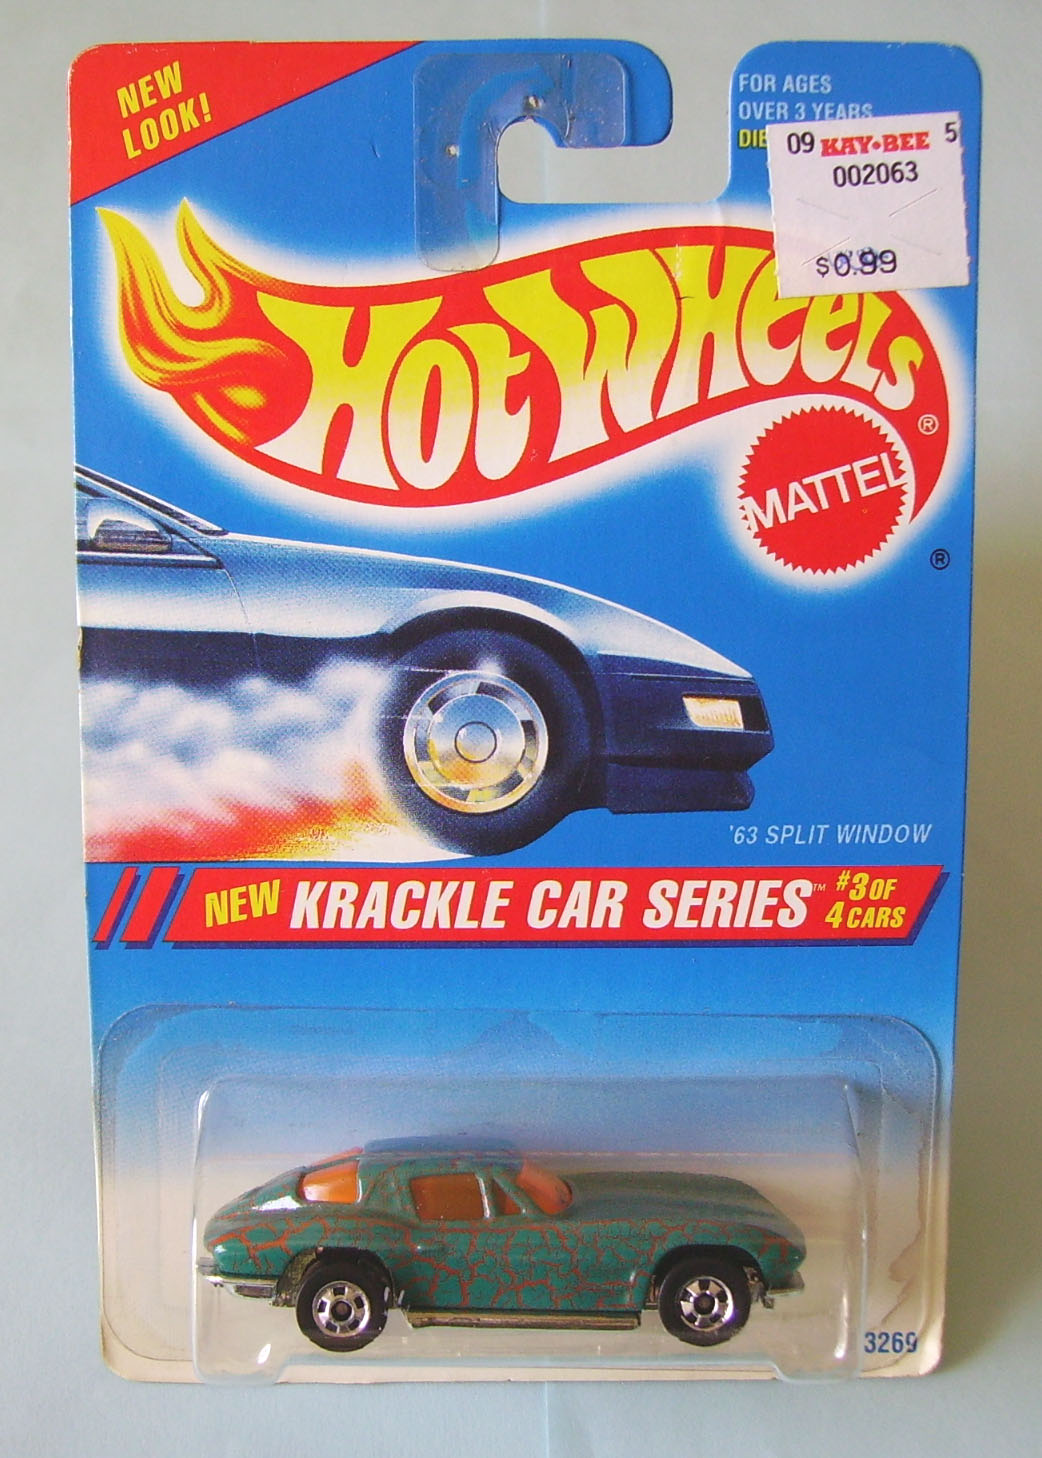 NEW
LOOK!
FOR AGES
OVER 3 YEARS
09 KAY•BEE 5
002063
$0.99
HOT WHEELS®
MATTEL
®
'63 SPLIT WINDOW
NEW KRACKLE CAR SERIES™ #3 OF
4 CARS
3269